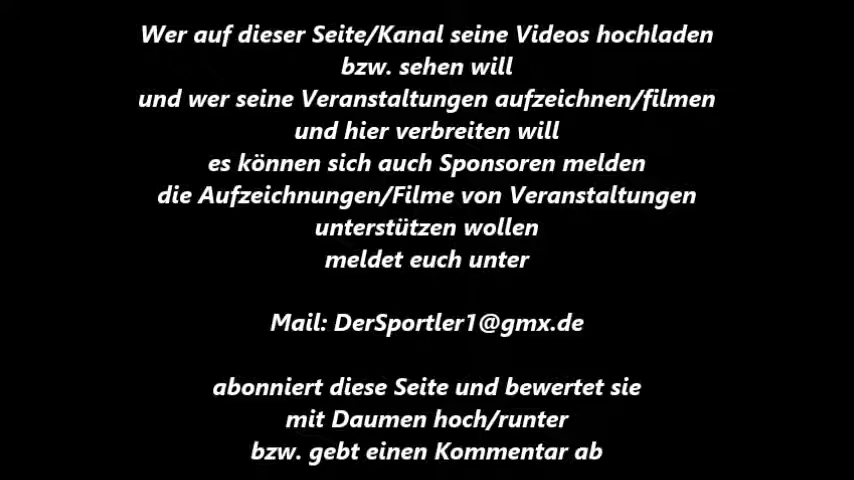 Wer auf dieser Seite/Kanal seine Videos hochladen
bzw. sehen will
und wer seine Veranstaltungen aufzeichnen/filmen
und hier verbreiten will
es können sich auch Sponsoren melden
die Aufzeichnungen/Filme von Veranstaltungen
unterstützen wollen
meldet euch unter
Mail: DerSportler1@gmx.de
abonniert diese Seite und bewertet sie
mit Daumen hoch/runter
bzw. gebt einen Kommentar ab